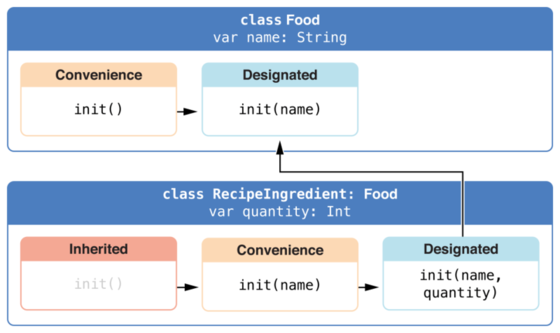 class Food
var name: String
Convenience
Designated
init()
init(name)
class RecipeIngredient: Food
var quantity: Int
Inherited
Convenience
Designated
init()
init(name)
init(name,
quantity)